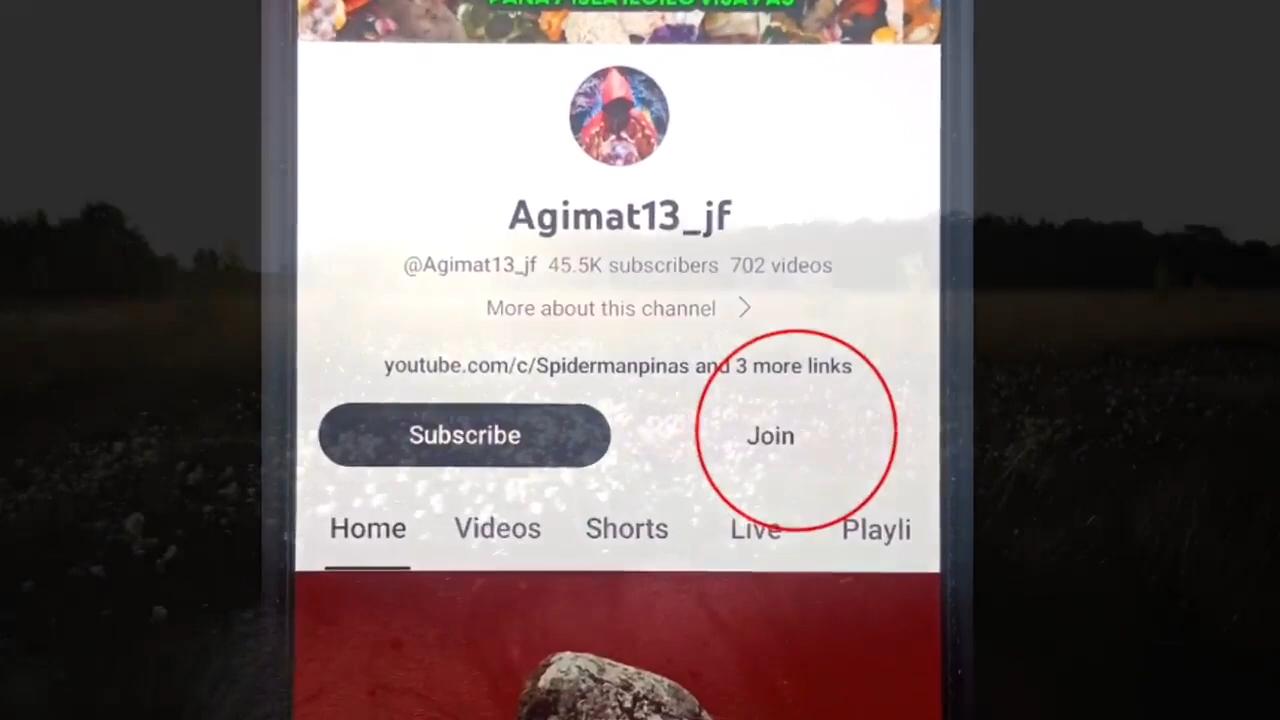 Agimat13_jf
@Agimat13_jf 45.5K subscribers 702 videos
More about this channel
youtube.com/c/Spidermanpinas and 3 more links
Subscribe
Join
Home Videos Shorts Live Playli